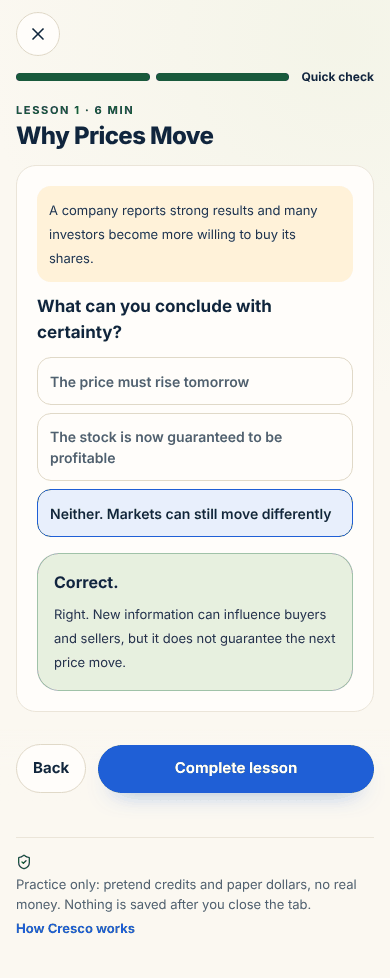 Quick check
LESSON 1 · 6 MIN
Why Prices Move
A company reports strong results and many
investors become more willing to buy its
shares.
What can you conclude with
certainty?
The price must rise tomorrow
The stock is now guaranteed to be
profitable
Neither. Markets can still move differently
Correct.
Right. New information can influence buyers
and sellers, but it does not guarantee the next
price move.
Back
Complete lesson
Practice only: pretend credits and paper dollars, no real
money. Nothing is saved after you close the tab.
How Cresco works